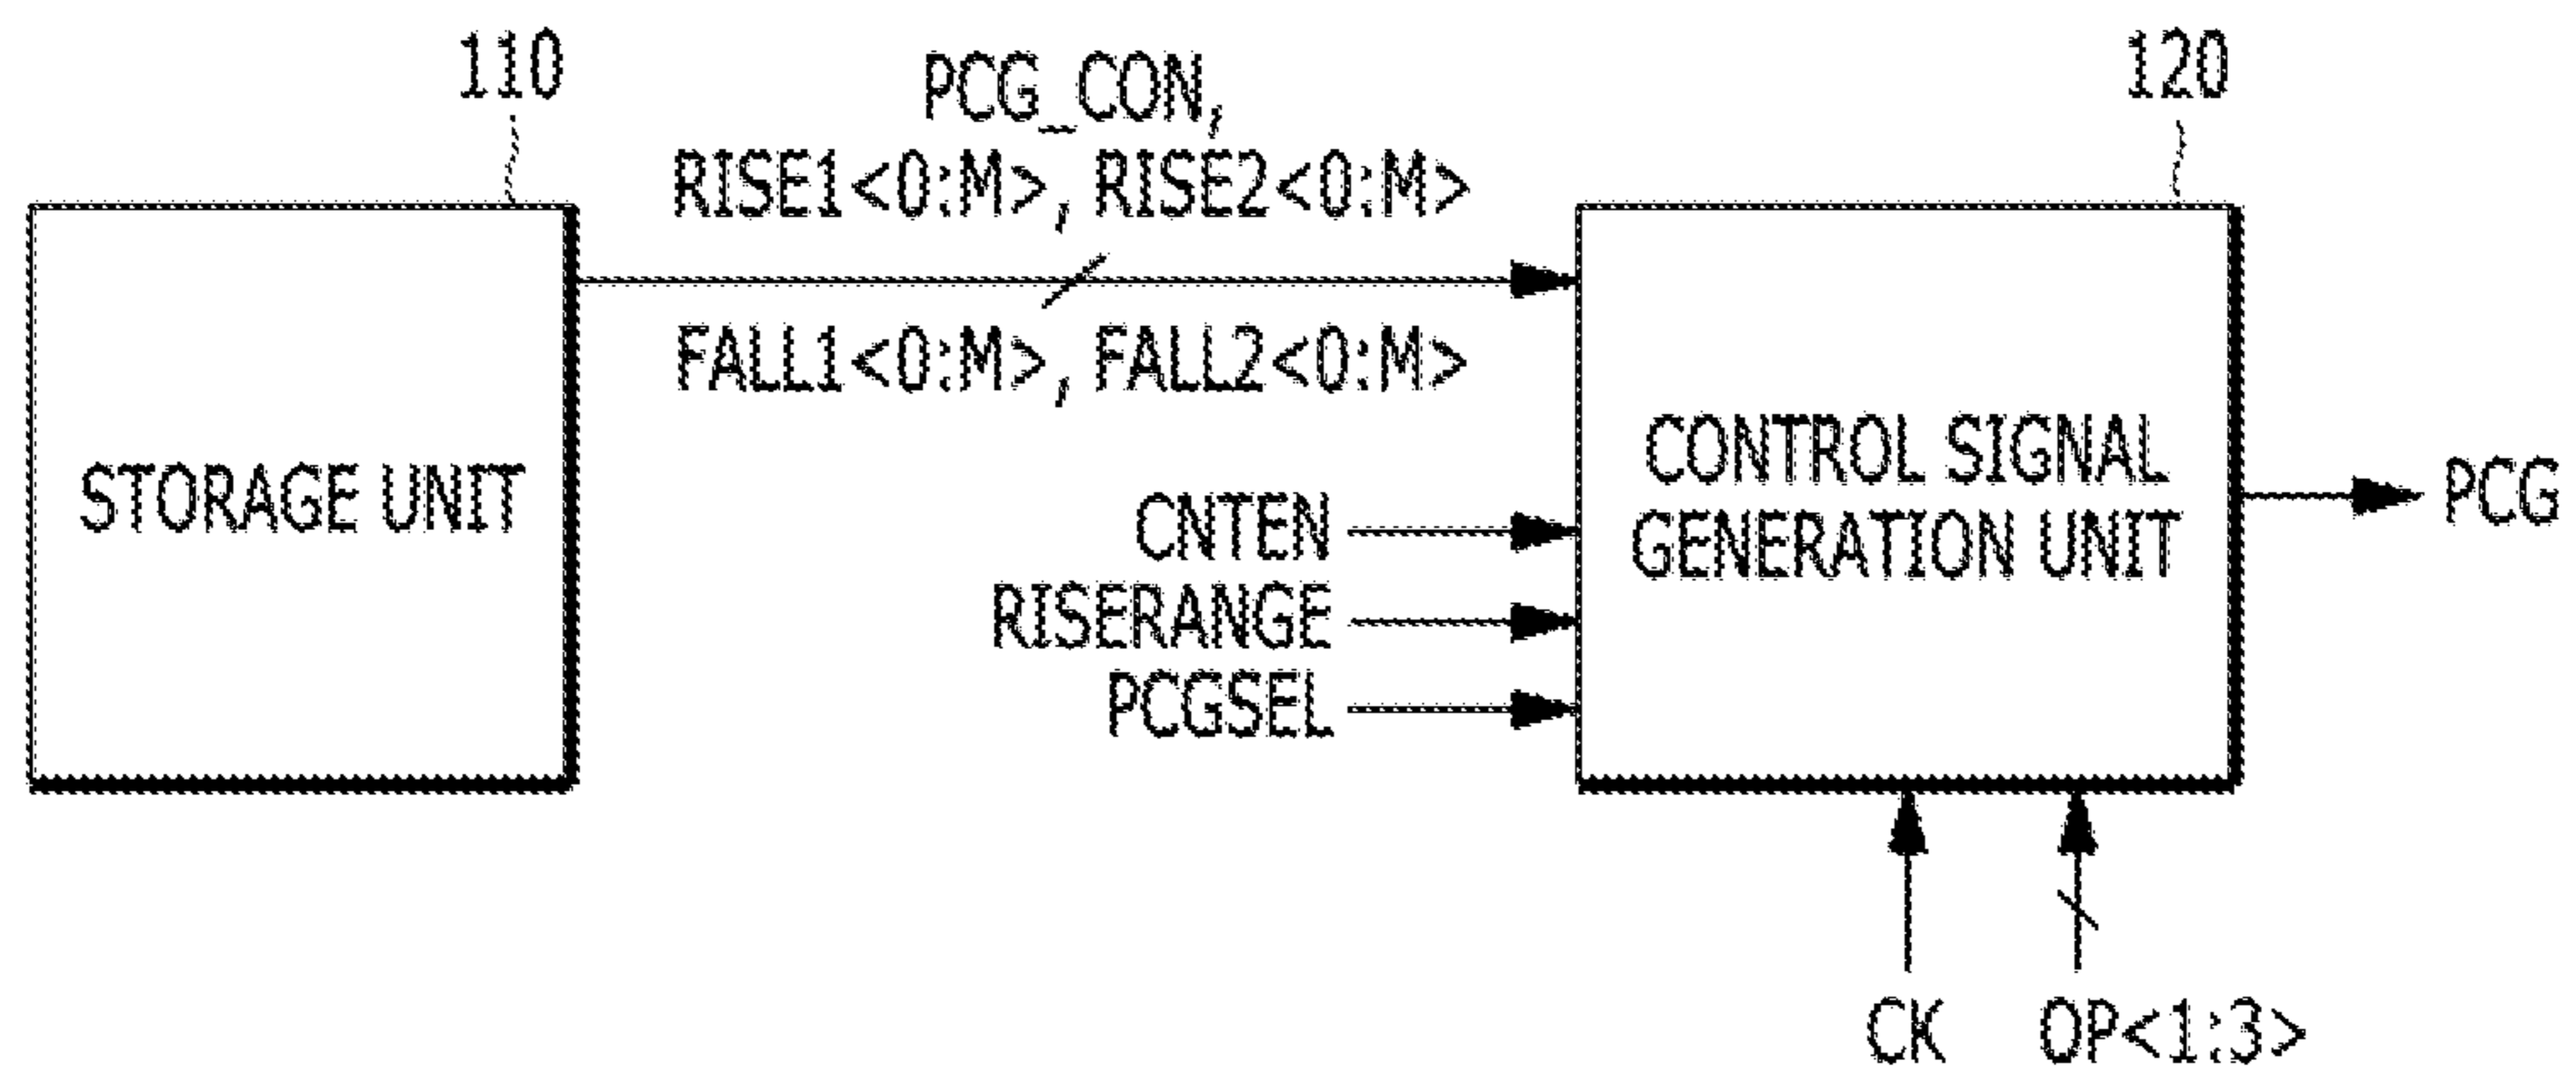 110
120
PCG_CON,
RISE1<0:M>, RISE2<0:M>
FALL1<0:M>, FALL2<0:M>
STORAGE UNIT
CONTROL SIGNAL
GENERATION UNIT
PCG
CNTEN
RISERANGE
PCGSEL
CK
OP<1:3>